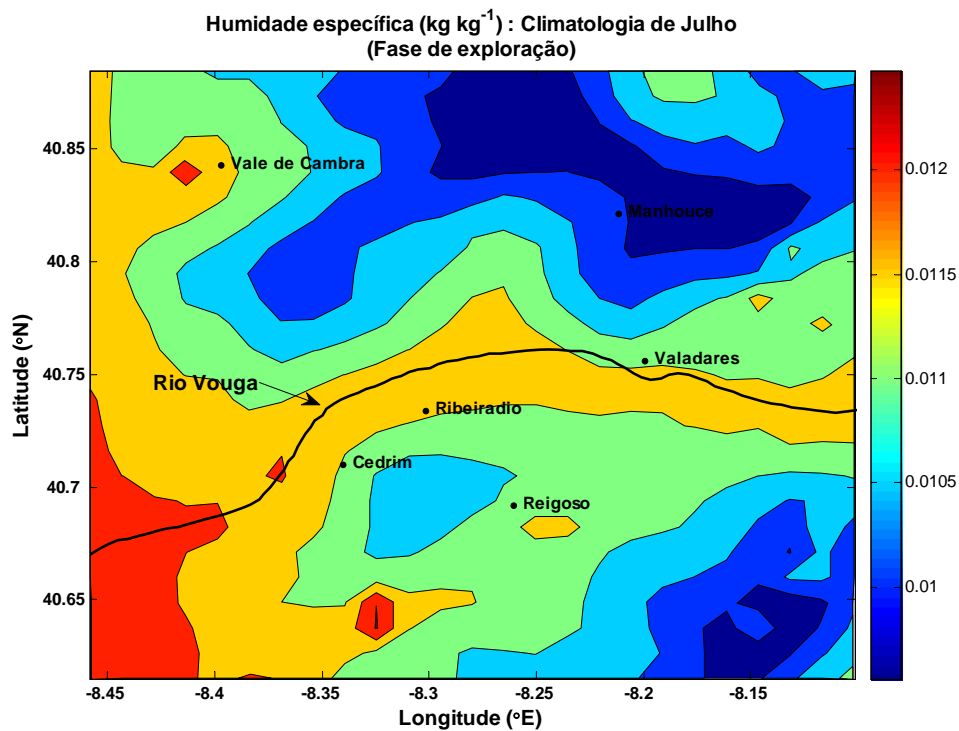 Humidade específica (kg kg⁻¹) : Climatologia de Julho
(Fase de exploração)
Latitude (ºN)
40.85
40.8
40.75
40.7
40.65
Vale de Cambra
Manhouce
Valadares
Rio Vouga
Ribeiradio
Cedrim
Reigoso
0.012
0.0115
0.011
0.0105
0.01
-8.45
-8.4
-8.35
-8.3
-8.25
-8.2
-8.15
Longitude (ºE)